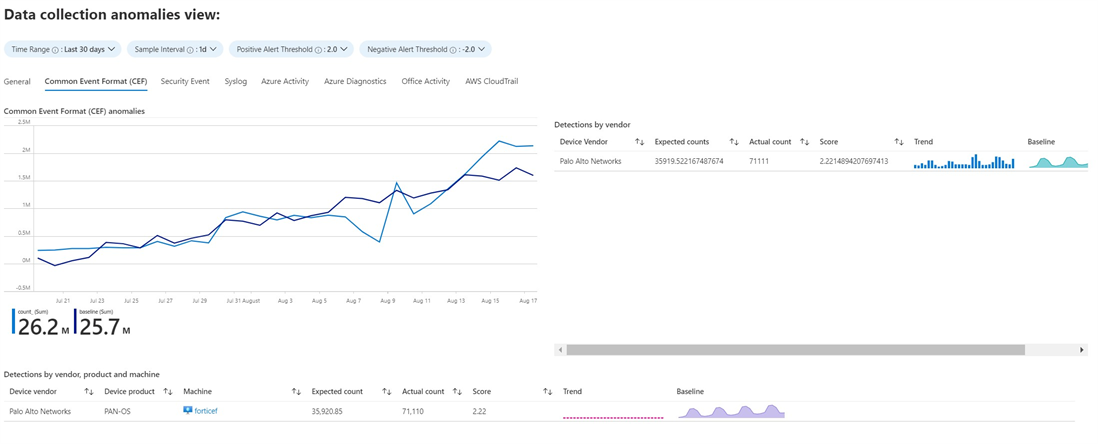 Data collection anomalies view:
Time Range : Last 30 days
Sample Interval : 1d
Positive Alert Threshold : 2.0
Negative Alert Threshold : -2.0
General Common Event Format (CEF) Security Event Syslog Azure Activity Azure Diagnostics Office Activity AWS CloudTrail
Common Event Format (CEF) anomalies
2.5M
2M
1.5M
1M
0.5M
0M
-0.5M
Jul 21 Jul 23 Jul 25 Jul 27 Jul 28 Jul 31 August Aug 3 Aug 5 Aug 7 Aug 9 Aug 11 Aug 13 Aug 15 Aug 17
count_ (Sum)
26.2 M
baseline (Sum)
25.7 M
Detections by vendor
Device Vendor Expected counts Actual count Score Trend Baseline
Palo Alto Networks 35919.522167487674 71111 2.2214894207697413
Detections by vendor, product and machine
Device vendor Device product Machine Expected count Actual count Score Trend Baseline
Palo Alto Networks PAN-OS forticef 35,920.85 71,110 2.22